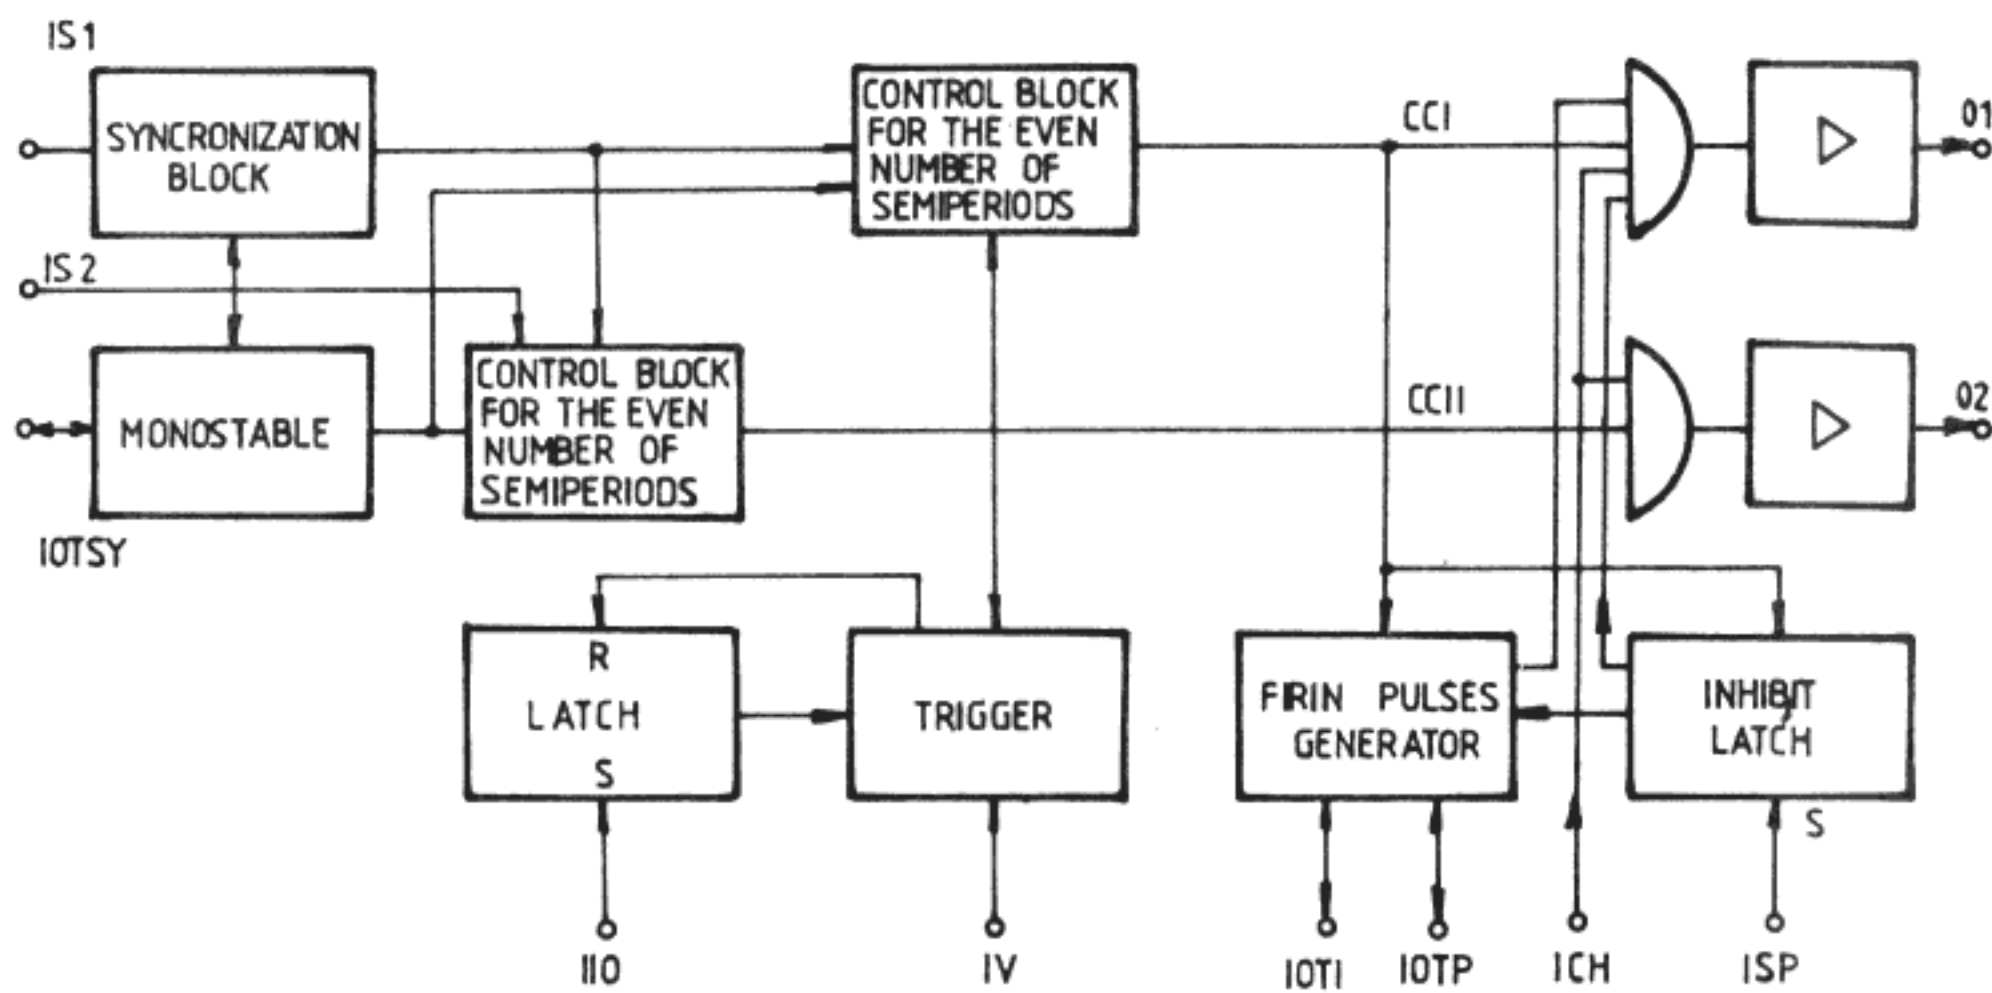 IS1
SYNCRONIZATION
BLOCK
CONTROL BLOCK
FOR THE EVEN
NUMBER OF
SEMIPERIODS
CCI
01
IS2
MONOSTABLE
CONTROL BLOCK
FOR THE EVEN
NUMBER OF
SEMIPERIODS
CCII
02
IOTSY
R
LATCH
S
TRIGGER
FIRIN PULSES
GENERATOR
INHIBIT
LATCH
S
IIO
IV
IOTI
IOTP
ICH
ISP